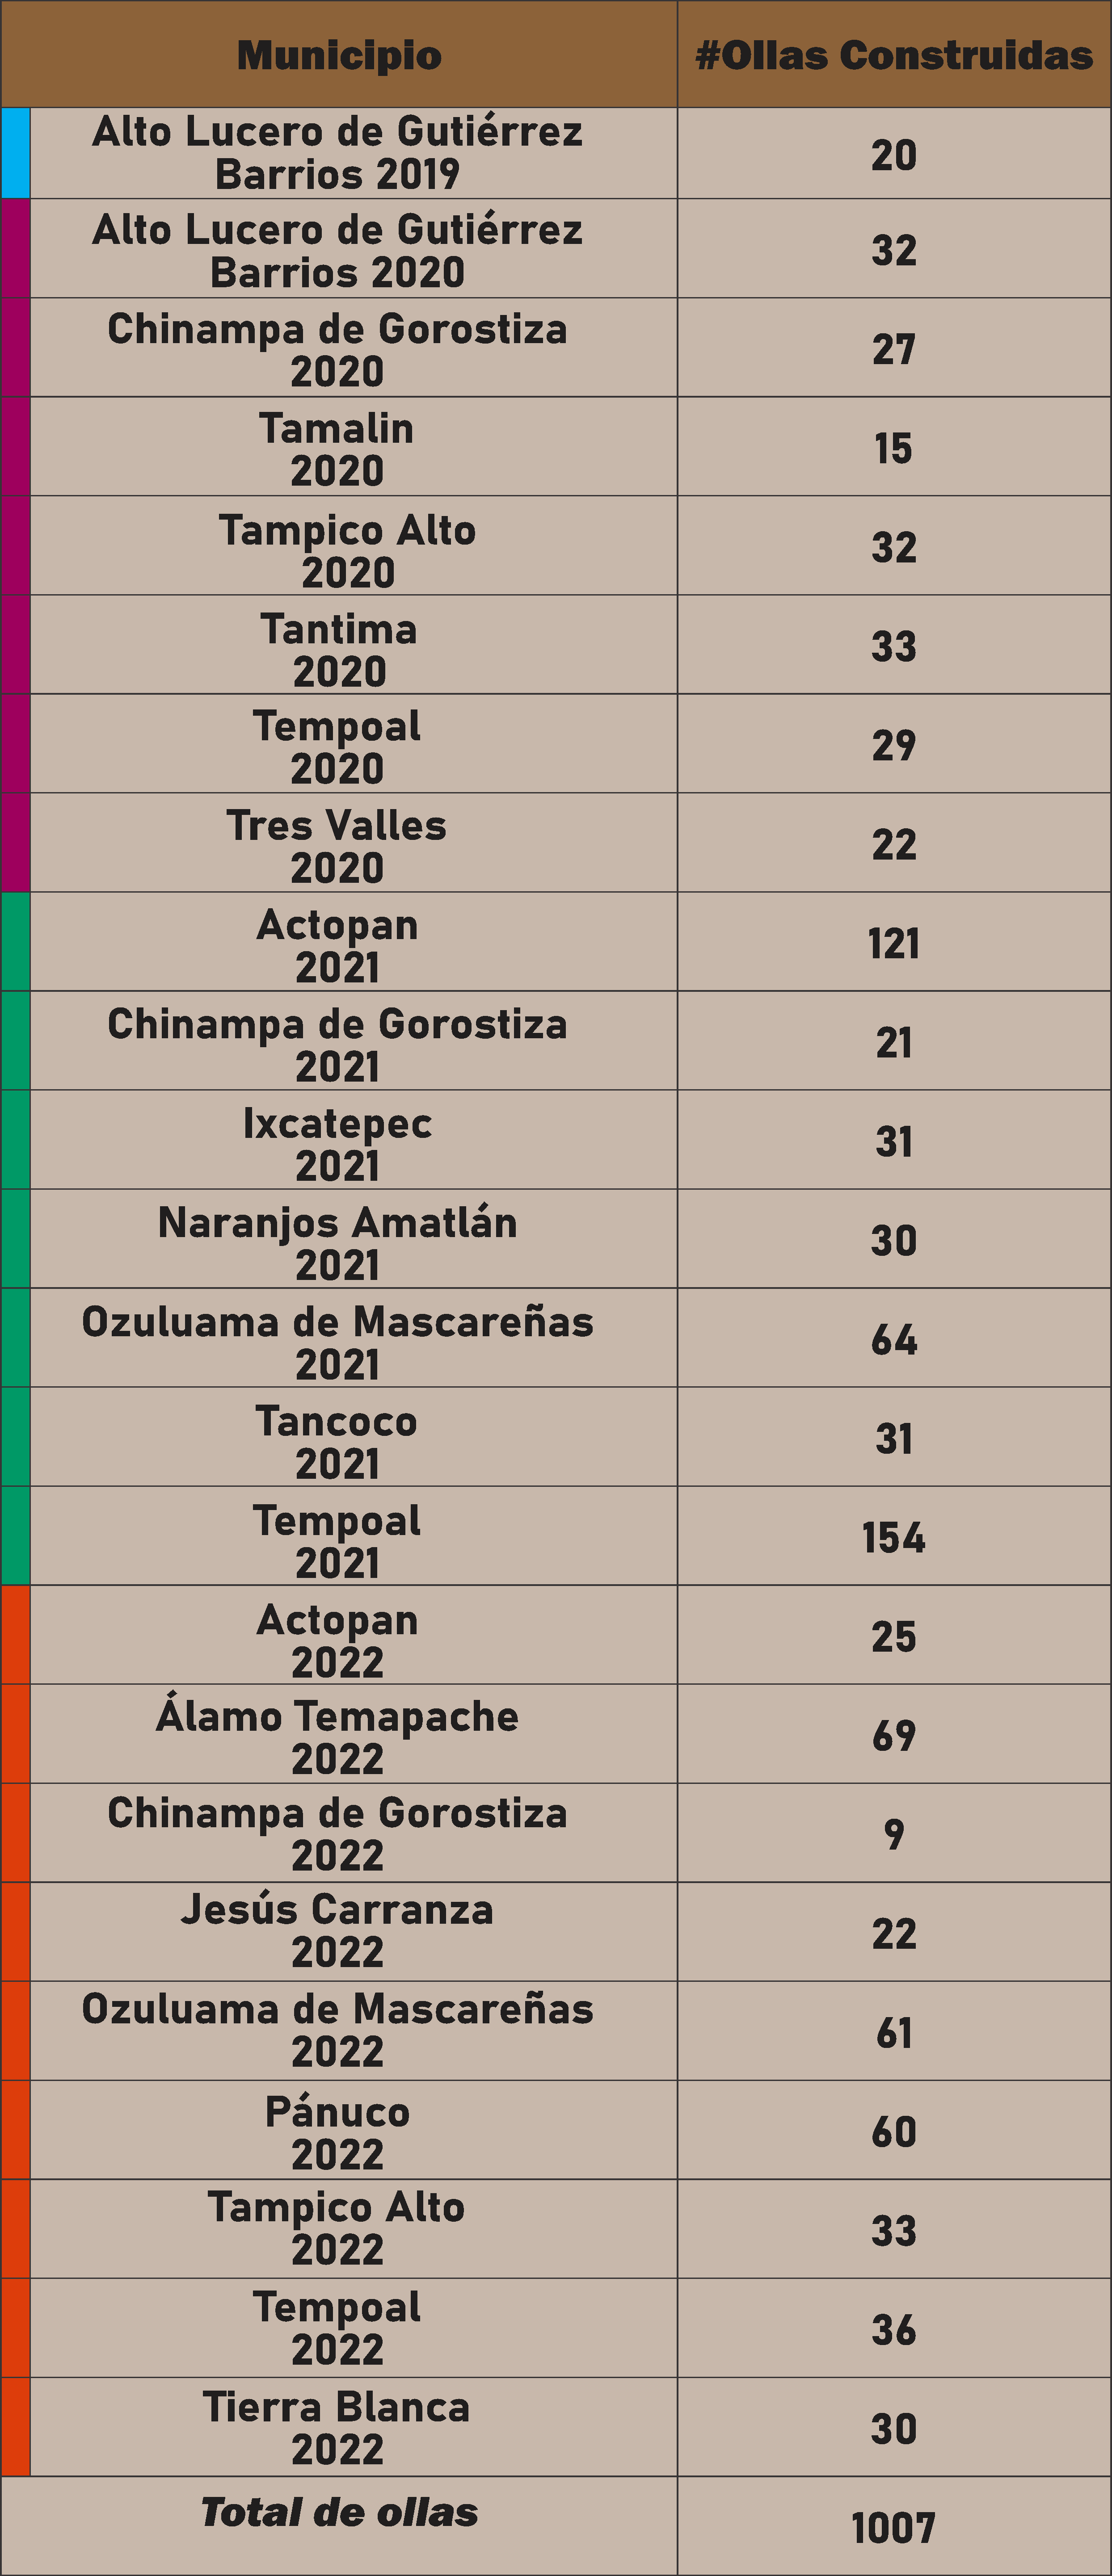 Municipio
#Ollas Construidas
Alto Lucero de Gutiérrez
Barrios 2019
20
Alto Lucero de Gutiérrez
Barrios 2020
32
Chinampa de Gorostiza
2020
27
Tamalin
2020
15
Tampico Alto
2020
32
Tantima
2020
33
Tempoal
2020
29
Tres Valles
2020
22
Actopan
2021
121
Chinampa de Gorostiza
2021
21
Ixcatepec
2021
31
Naranjos Amatlán
2021
30
Ozuluama de Mascareñas
2021
64
Tancoco
2021
31
Tempoal
2021
154
Actopan
2022
25
Álamo Temapache
2022
69
Chinampa de Gorostiza
2022
9
Jesús Carranza
2022
22
Ozuluama de Mascareñas
2022
61
Pánuco
2022
60
Tampico Alto
2022
33
Tempoal
2022
36
Tierra Blanca
2022
30
Total de ollas
1007